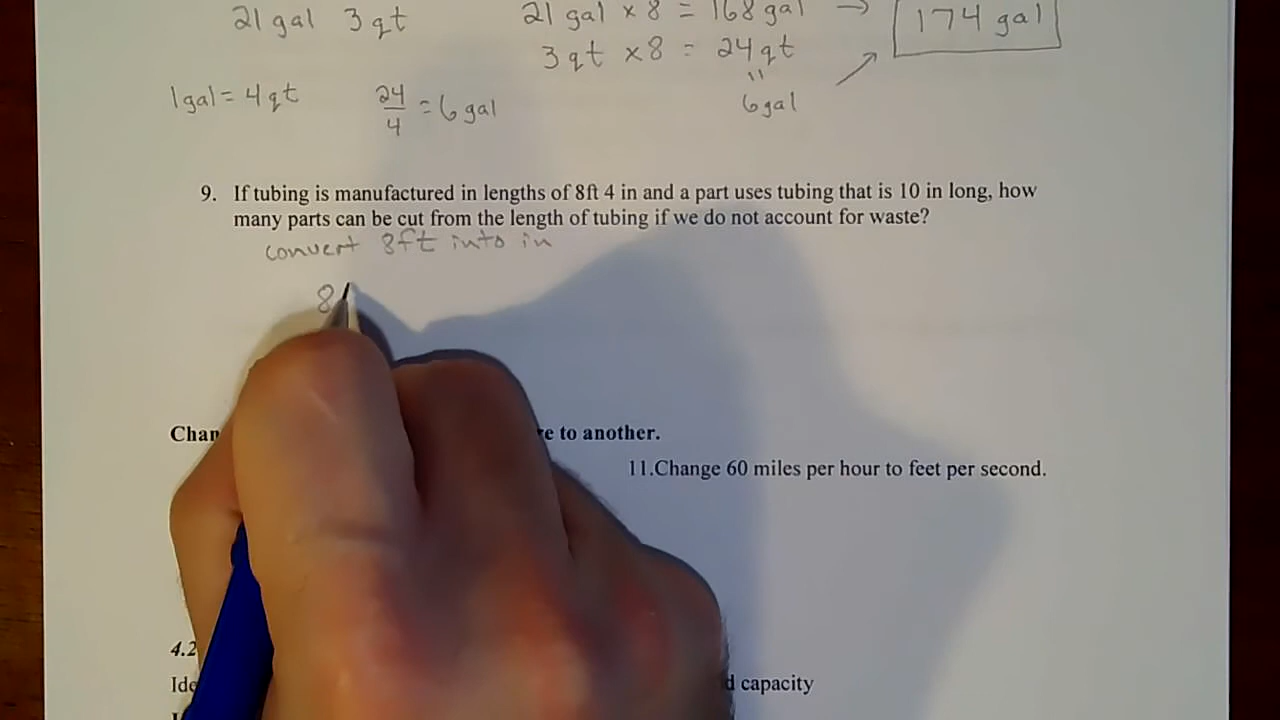 21 gal 3 qt 21 gal x 8 = 168 gal → 174 gal
3 qt x 8 = 24 qt
1 gal = 4 qt 24/4 = 6 gal
"
6 gal
9. If tubing is manufactured in lengths of 8ft 4 in and a part uses tubing that is 10 in long, how
many parts can be cut from the length of tubing if we do not account for waste?
convert 8ft into in
8
to another.
11.Change 60 miles per hour to feet per second.
4.2
capacity